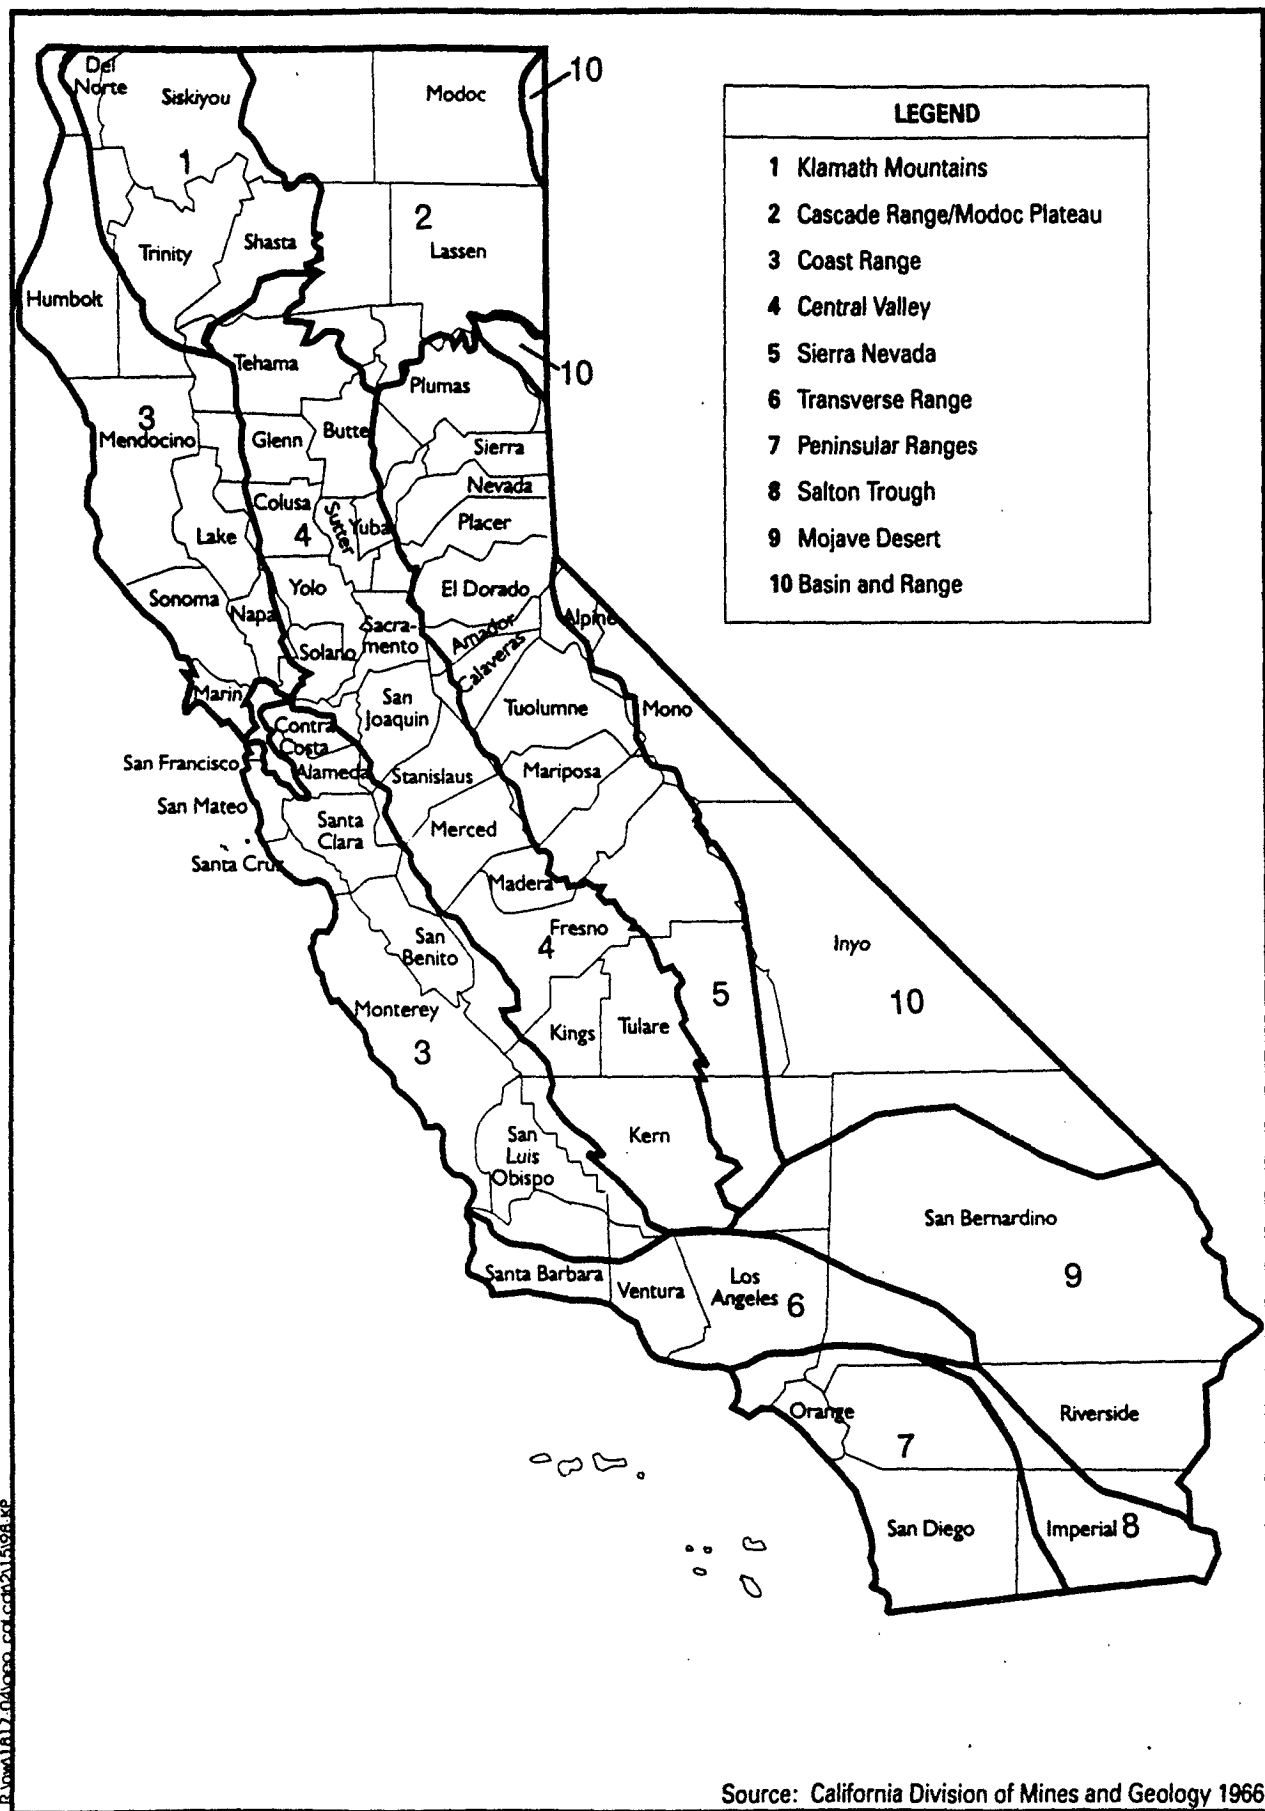 Del
Norte
Siskiyou
Modoc
10
1
2
Trinity
Shasta
Lassen
Humbolt
Tehama
10
Plumas
3
Mendocino
Glenn
Butte
Sierra
Nevada
Colusa
Sutter
Yuba
Placer
Lake
4
Sonoma
Napa
Yolo
El Dorado
Alpine
Sacra-
mento
Amador
Solano
Calaveras
Marin
San
Joaquin
Tuolumne
Mono
Contra
Costa
San Francisco
Alameda
Stanislaus
Mariposa
San Mateo
Santa
Clara
Merced
Santa Cruz
Madera
Fresno
4
San
Benito
Inyo
5
10
Monterey
Kings
Tulare
3
San
Luis
Obispo
Kern
San Bernardino
9
Santa Barbara
Ventura
Los
Angeles
6
Orange
Riverside
7
San Diego
Imperial
8
LEGEND
1 Klamath Mountains
2 Cascade Range/Modoc Plateau
3 Coast Range
4 Central Valley
5 Sierra Nevada
6 Transverse Range
7 Peninsular Ranges
8 Salton Trough
9 Mojave Desert
10 Basin and Range
Source: California Division of Mines and Geology 1966